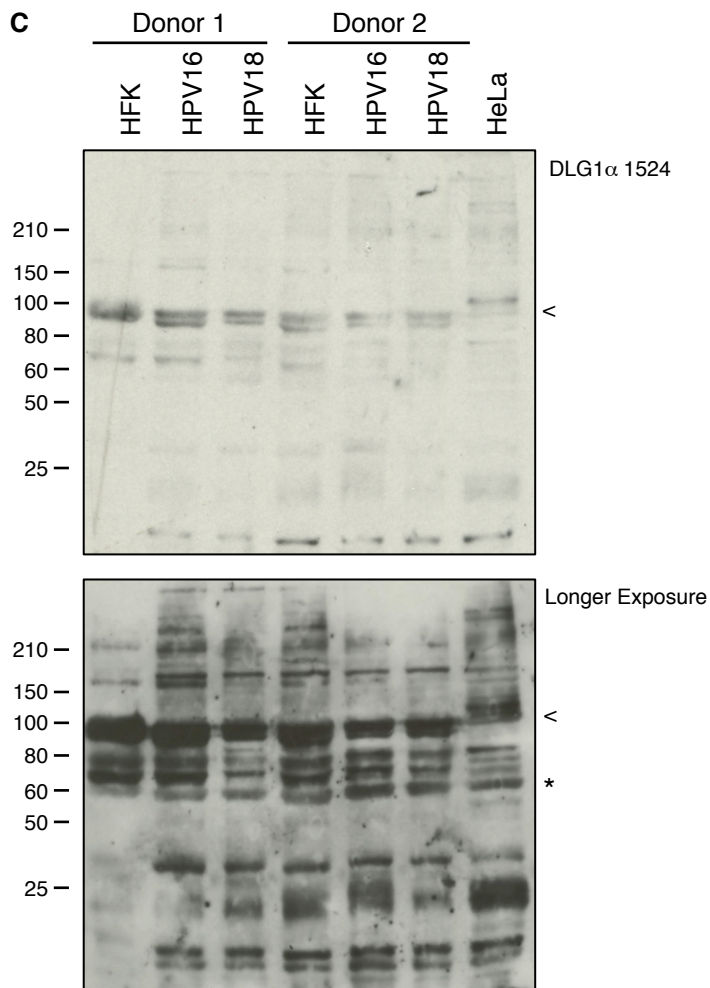 C
Donor 1 Donor 2
HFK HPV16 HPV18 HFK HPV16 HPV18 HeLa
DLG1α 1524
210
150
100 <
80
60
50
25
Longer Exposure
210
150
100 <
80
60 *
50
25